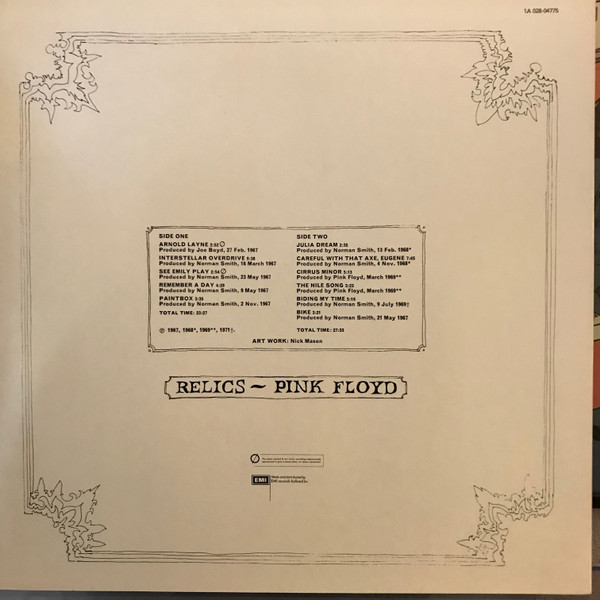 1A 028-04775
SIDE ONE
ARNOLD LAYNE 2:52
Produced by Joe Boyd, 27 Feb. 1967
INTERSTELLAR OVERDRIVE 9:38
Produced by Norman Smith, 16 March 1967
SEE EMILY PLAY 2:54
Produced by Norman Smith, 23 May 1967
REMEMBER A DAY 4:29
Produced by Norman Smith, 9 May 1967
PAINTBOX 3:35
Produced by Norman Smith, 2 Nov. 1967
TOTAL TIME:
℗ 1967, 1968*, 1969**, 1971†.
SIDE TWO
JULIA DREAM 2:35
Produced by Norman Smith, 13 Feb. 1968*
CAREFUL WITH THAT AXE, EUGENE 7:45
Produced by Norman Smith, 4 Nov. 1968*
CIRRUS MINOR 5:13
Produced by Pink Floyd, March 1969**
THE NILE SONG 3:22
Produced by Pink Floyd, March 1969**
BIDING MY TIME 5:16
Produced by Norman Smith, 9 July 1969†
BIKE 3:21
Produced by Norman Smith, 21 May 1967
TOTAL TIME:
ART WORK: Nick Mason
RELICS ~ PINK FLOYD
EMI